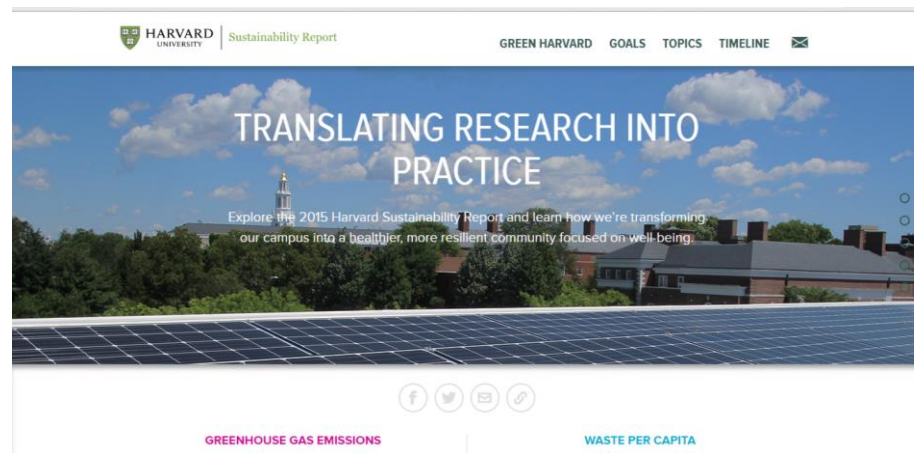 HARVARD
UNIVERSITY
Sustainability Report
GREEN HARVARD GOALS TOPICS TIMELINE
TRANSLATING RESEARCH INTO
PRACTICE
Explore the 2015 Harvard Sustainability Report and learn how we're transforming
our campus into a healthier, more resilient community focused on well-being.
GREENHOUSE GAS EMISSIONS
WASTE PER CAPITA